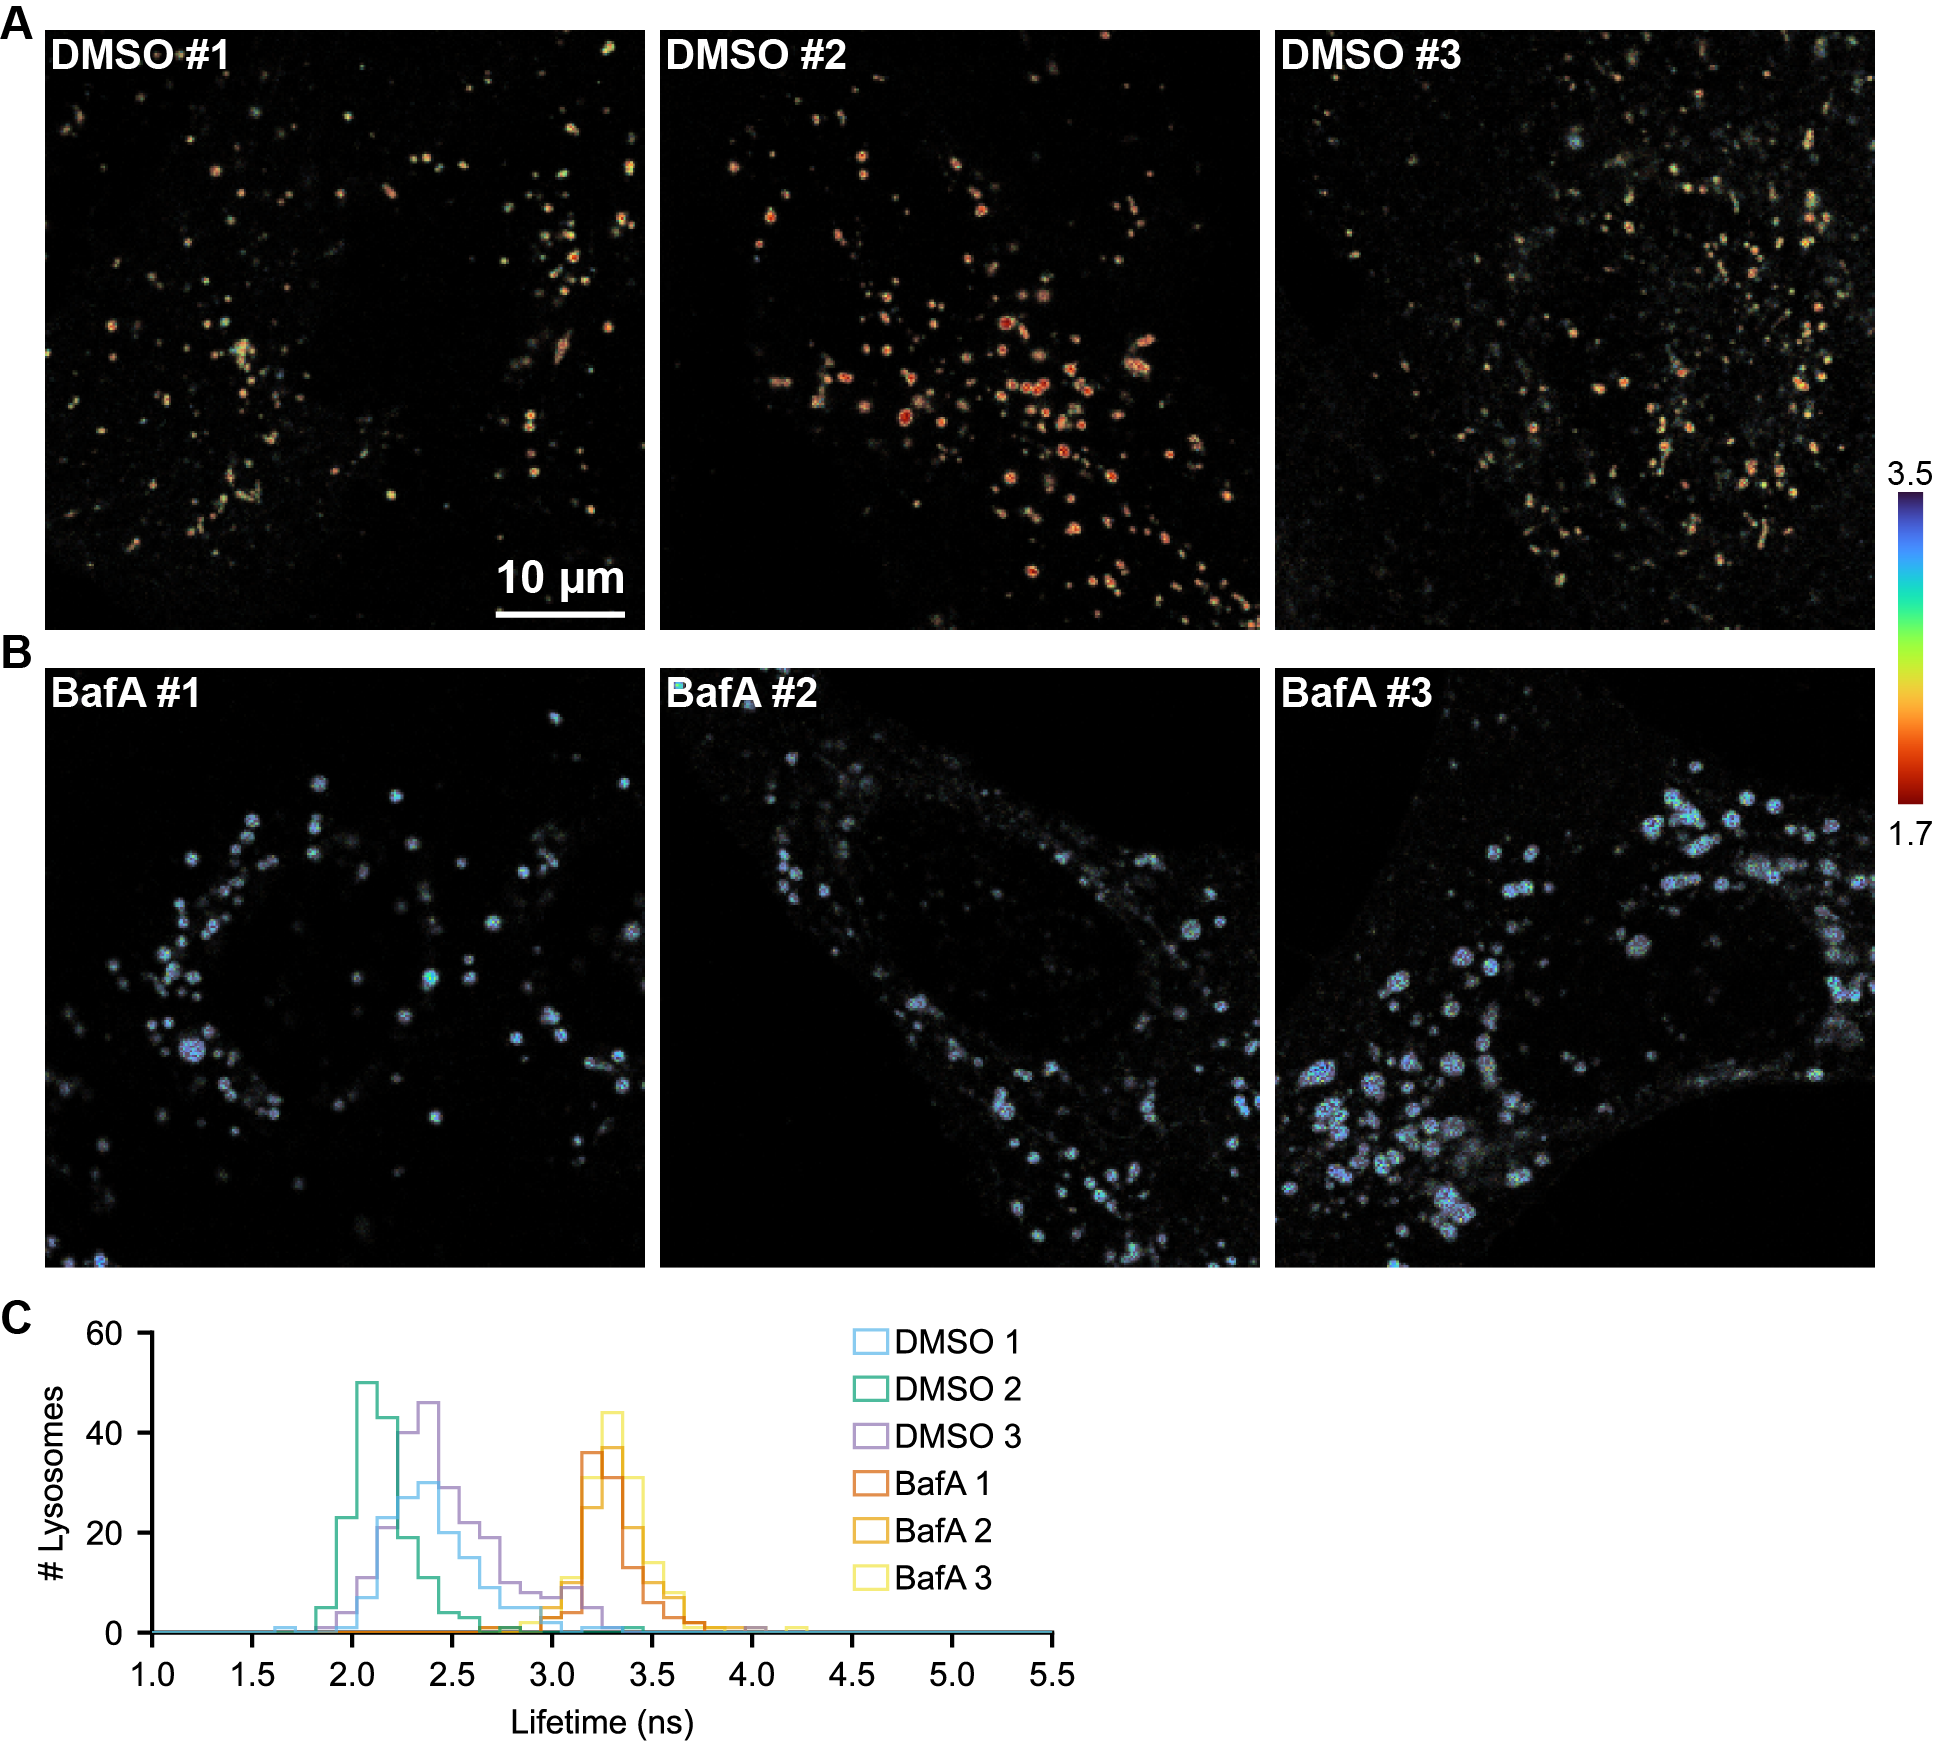 A
DMSO #1
DMSO #2
DMSO #3
10 µm
3.5
1.7
B
BafA #1
BafA #2
BafA #3
C
60
40
20
0
# Lysosomes
1.0 1.5 2.0 2.5 3.0 3.5 4.0 4.5 5.0 5.5
Lifetime (ns)
DMSO 1
DMSO 2
DMSO 3
BafA 1
BafA 2
BafA 3